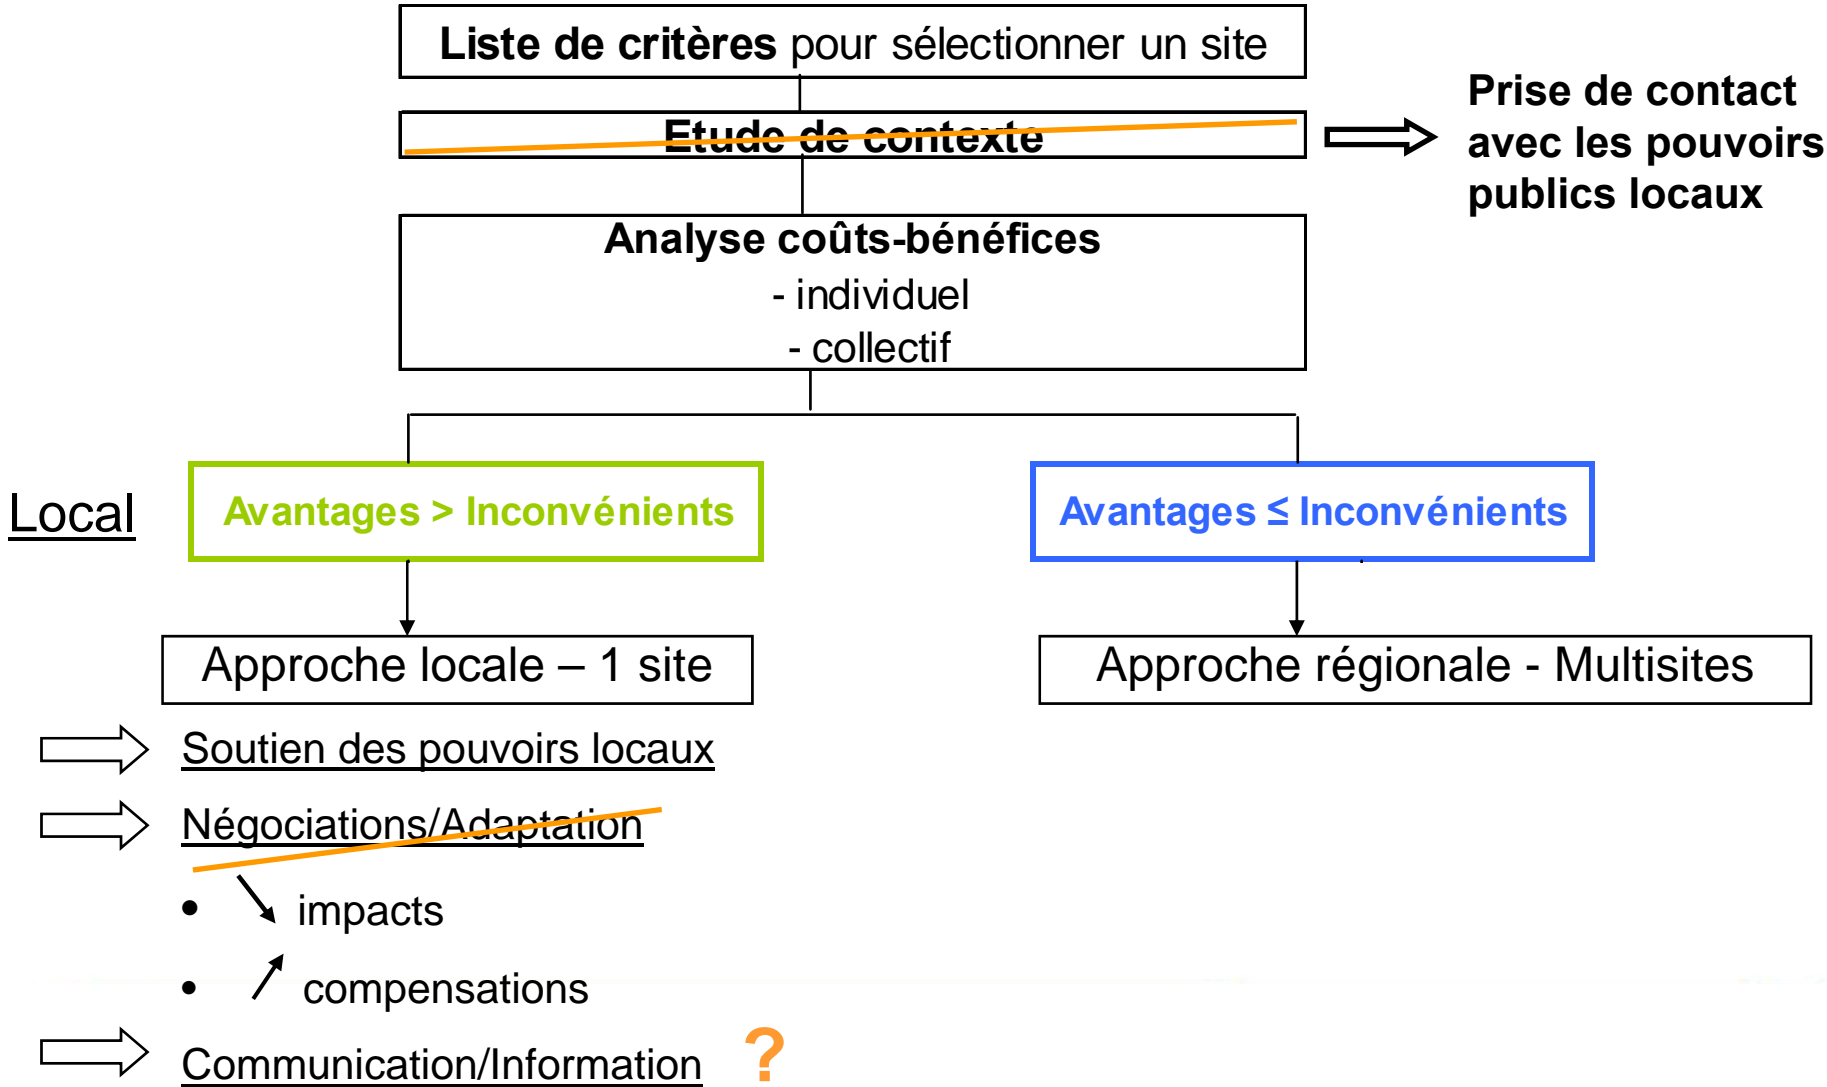 Liste de critères pour sélectionner un site
Etude de contexte
Prise de contact
avec les pouvoirs
publics locaux
Analyse coûts-bénéfices
- individuel
- collectif
Local
Avantages > Inconvénients
Avantages ≤ Inconvénients
Approche locale – 1 site
Approche régionale - Multisites
Soutien des pouvoirs locaux
Négociations/Adaptation
• impacts
• compensations
Communication/Information ?